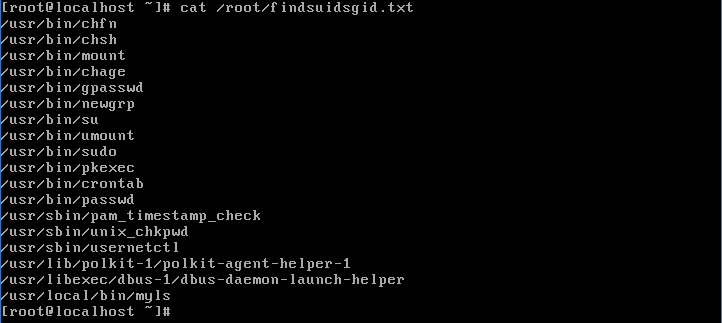 [root@localhost ~]# cat /root/findsuidsgid.txt
/usr/bin/chfn
/usr/bin/chsh
/usr/bin/mount
/usr/bin/chage
/usr/bin/gpasswd
/usr/bin/newgrp
/usr/bin/su
/usr/bin/umount
/usr/bin/sudo
/usr/bin/pkexec
/usr/bin/crontab
/usr/bin/passwd
/usr/sbin/pam_timestamp_check
/usr/sbin/unix_chkpwd
/usr/sbin/usernetctl
/usr/lib/polkit-1/polkit-agent-helper-1
/usr/libexec/dbus-1/dbus-daemon-launch-helper
/usr/local/bin/myls
[root@localhost ~]#